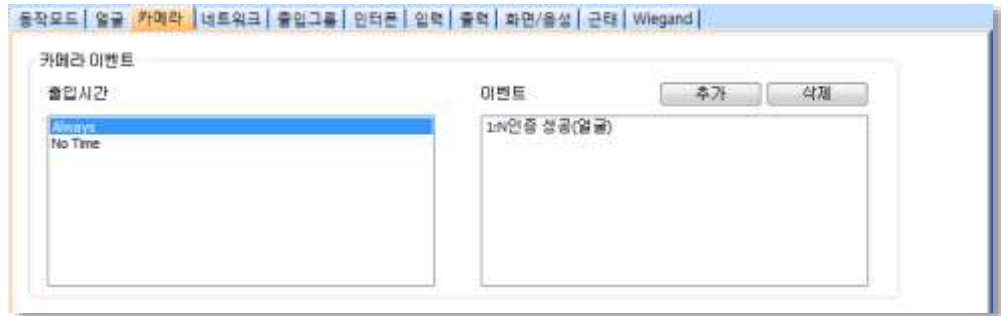 동작모드 얼굴 카메라 네트워크 출입그룹 인터폰 입력 출력 화면/음성 근태 Wiegand
카메라 이벤트
출입시간 이벤트 추가 삭제
Always 1:N인증 성공(얼굴)
No Time